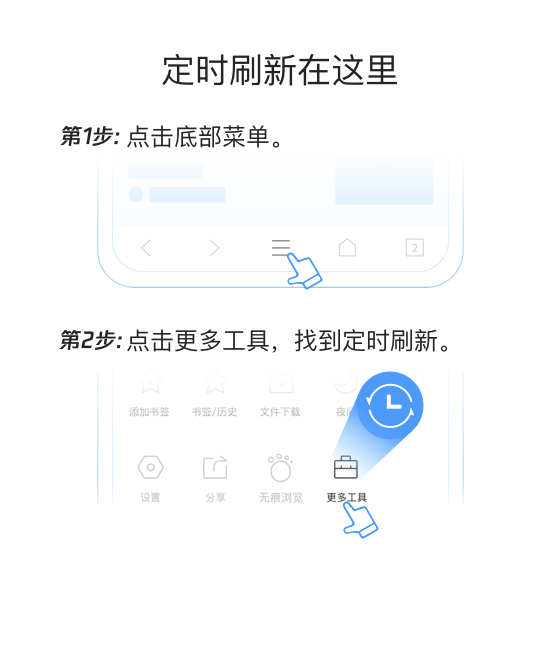 定时刷新在这里
第1步: 点击底部菜单。
2
第2步: 点击更多工具，找到定时刷新。
添加书签 书签/历史 文件下载 夜间
设置 分享 无痕浏览 更多工具